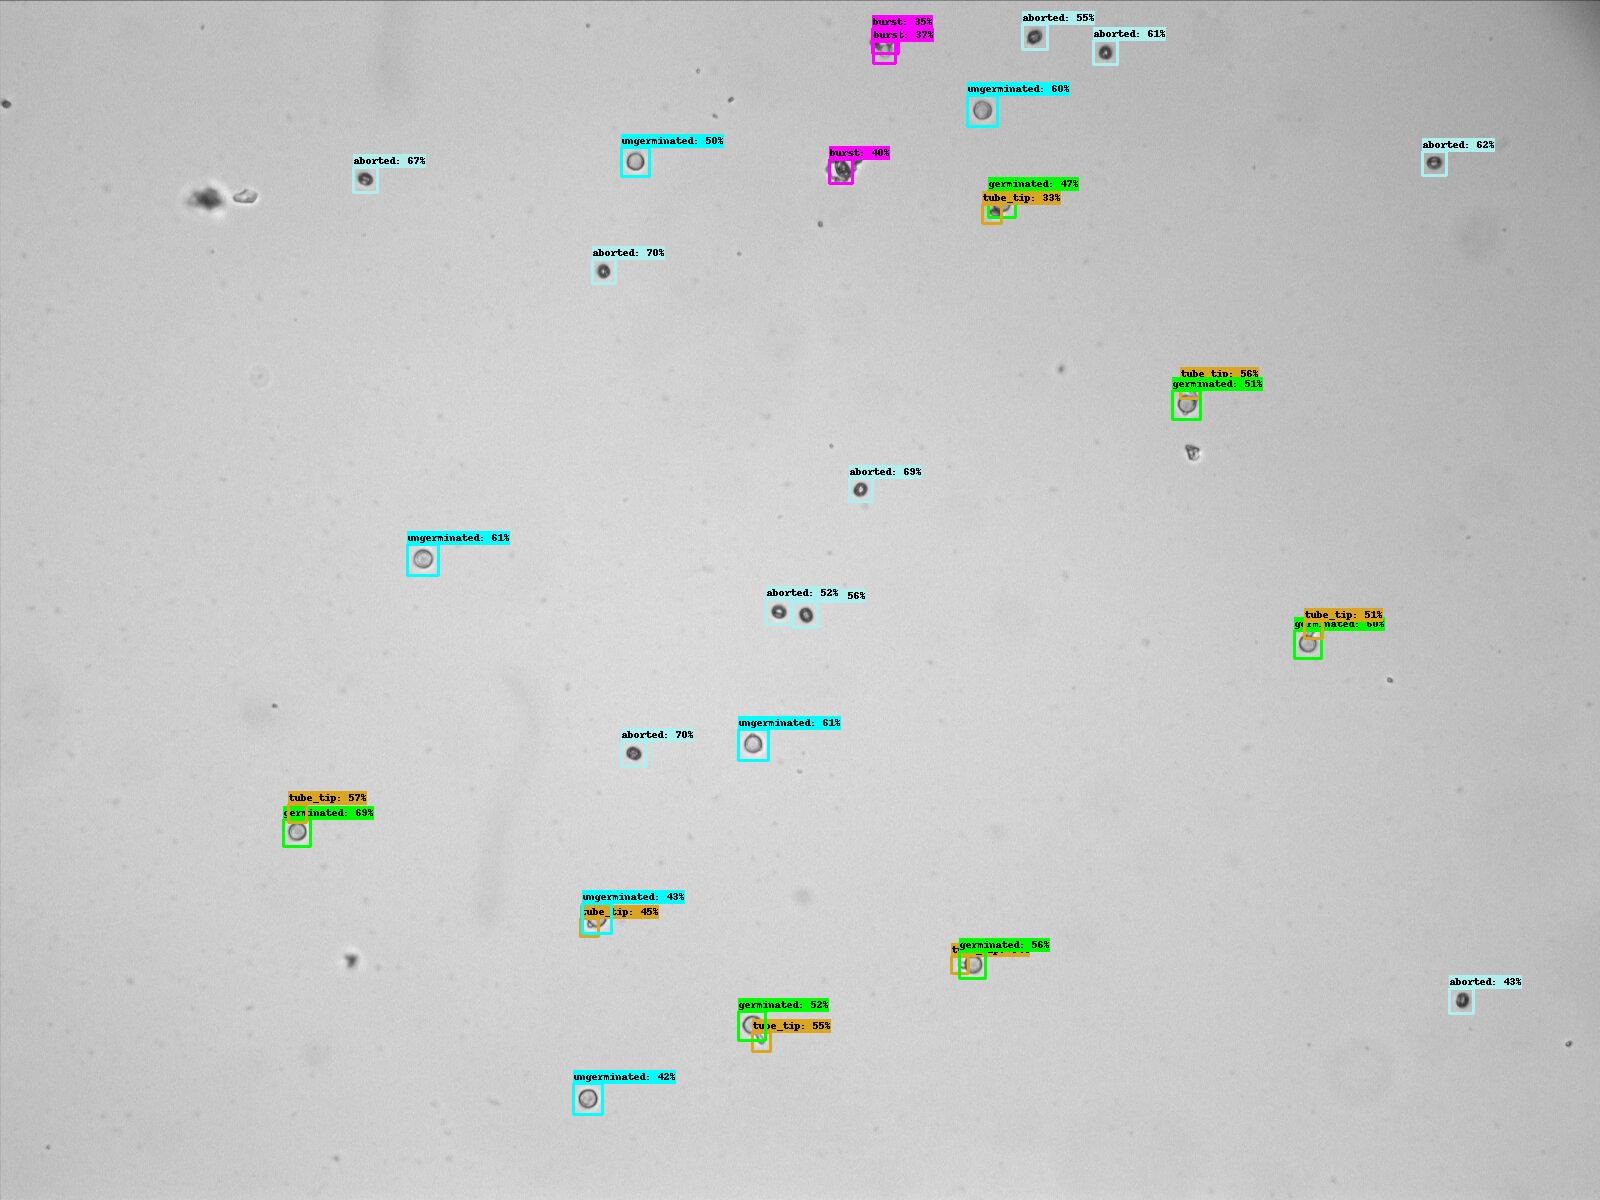 aborted: 55%
burst: 35%
aborted: 61%
burst: 37%
ungerminated: 60%
ungerminated: 50%
aborted: 62%
burst: 40%
aborted: 67%
germinated: 47%
tube_tip: 33%
aborted: 70%
tube_tip: 56%
germinated: 51%
aborted: 69%
ungerminated: 61%
aborted: 52% 56%
tube_tip: 51%
germinated: 60%
ungerminated: 61%
aborted: 70%
tube_tip: 57%
germinated: 69%
ungerminated: 43%
tube_tip: 45%
germinated: 56%
aborted: 43%
germinated: 52%
tube_tip: 55%
ungerminated: 42%